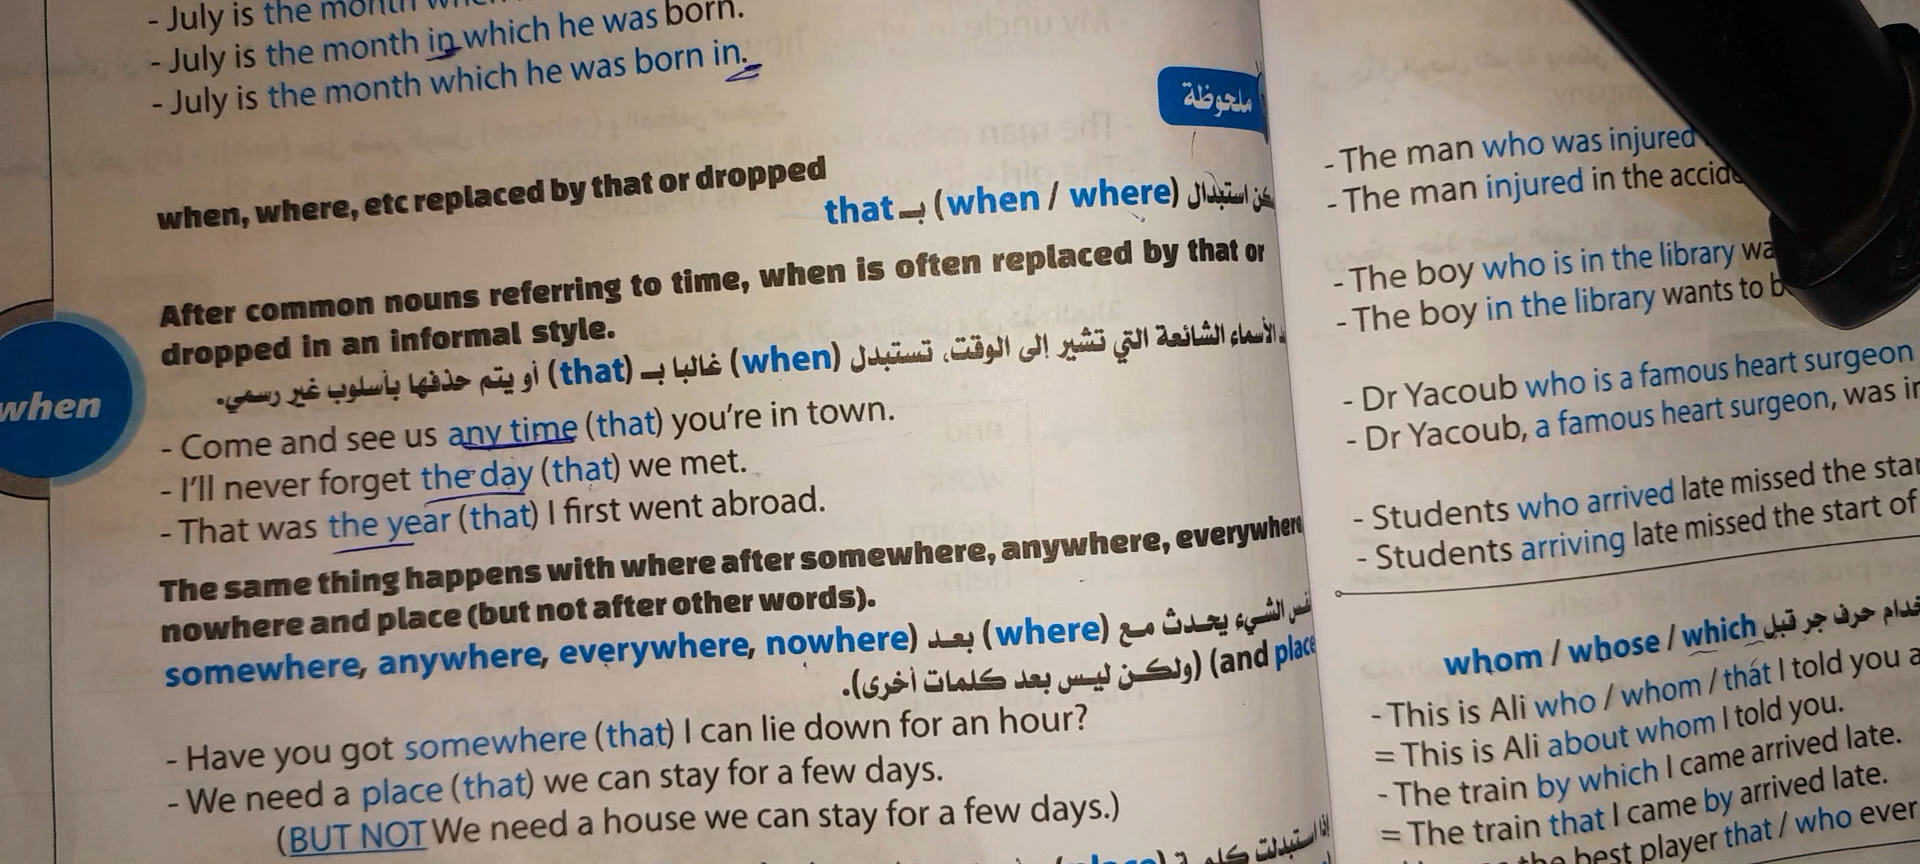 - July is the month
- July is the month in which he was born.
- July is the month which he was born in.
ملحوظة
when, where, etc replaced by that or dropped
استبدال (when / where) بـ that
After common nouns referring to time, when is often replaced by that or
dropped in an informal style.
الأسماء الشائعة التي تشير إلى الوقت، تستبدل (when) غالبا بـ (that) أو يتم حذفها بأسلوب غير رسمي.
when
- Come and see us any time (that) you're in town.
- I'll never forget the day (that) we met.
- That was the year (that) I first went abroad.
The same thing happens with where after somewhere, anywhere, everywhere
nowhere and place (but not after other words).
نفس الشيء يحدث مع (where) بعد (somewhere, anywhere, everywhere, nowhere
and place) (ولكن ليس بعد كلمات أخرى).
- Have you got somewhere (that) I can lie down for an hour?
- We need a place (that) we can stay for a few days.
(BUT NOT We need a house we can stay for a few days.)
إذا استبدلت كلمة
- The man who was injured
- The man injured in the
- The boy who is in the library
- The boy in the library wants to
- Dr Yacoub who is a famous heart surgeon
- Dr Yacoub, a famous heart surgeon, was
- Students who arrived late missed the
- Students arriving late missed the start of
حرف جر قبل whom / whose / which
- This is Ali who / whom / that I told you
= This is Ali about whom I told you.
- The train by which I came arrived late.
= The train that I came by arrived late.
best player that / who ever